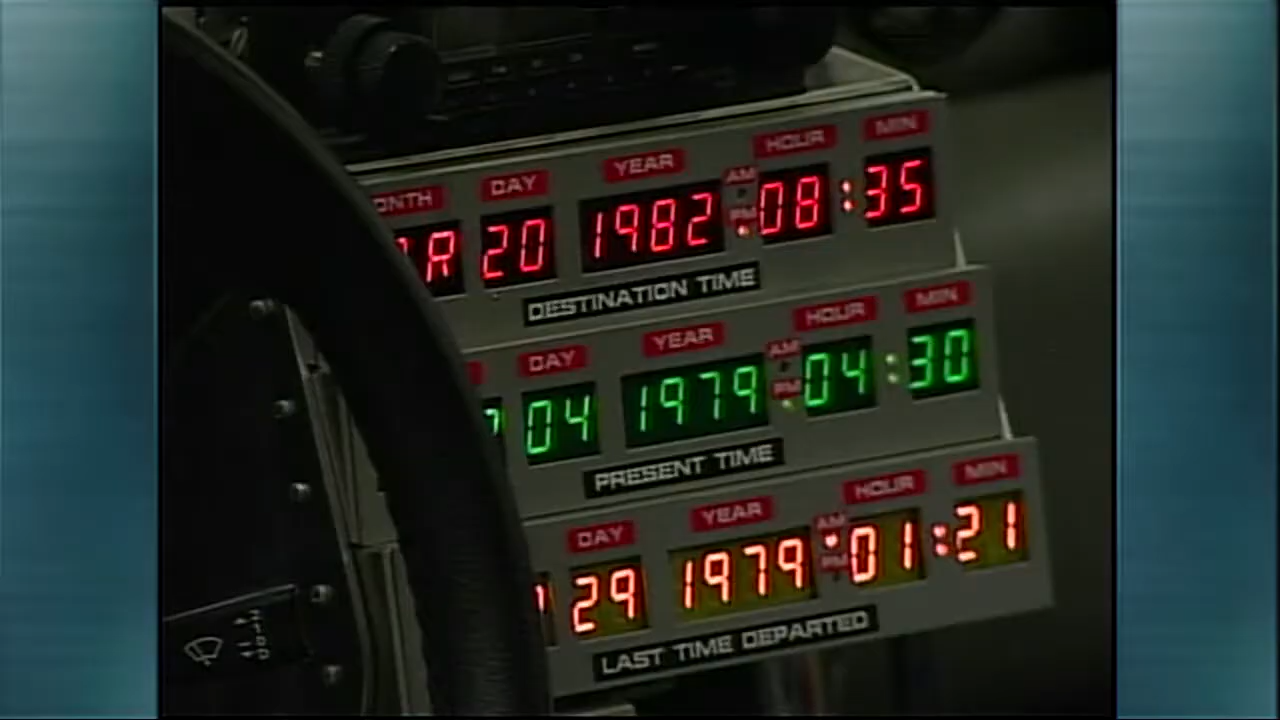 ONTH DAY YEAR AM HOUR MIN
R 20 1982 PM 08:35
DESTINATION TIME
DAY YEAR AM HOUR MIN
04 1979 PM 04:30
PRESENT TIME
DAY YEAR AM HOUR MIN
29 1979 PM 01:21
LAST TIME DEPARTED